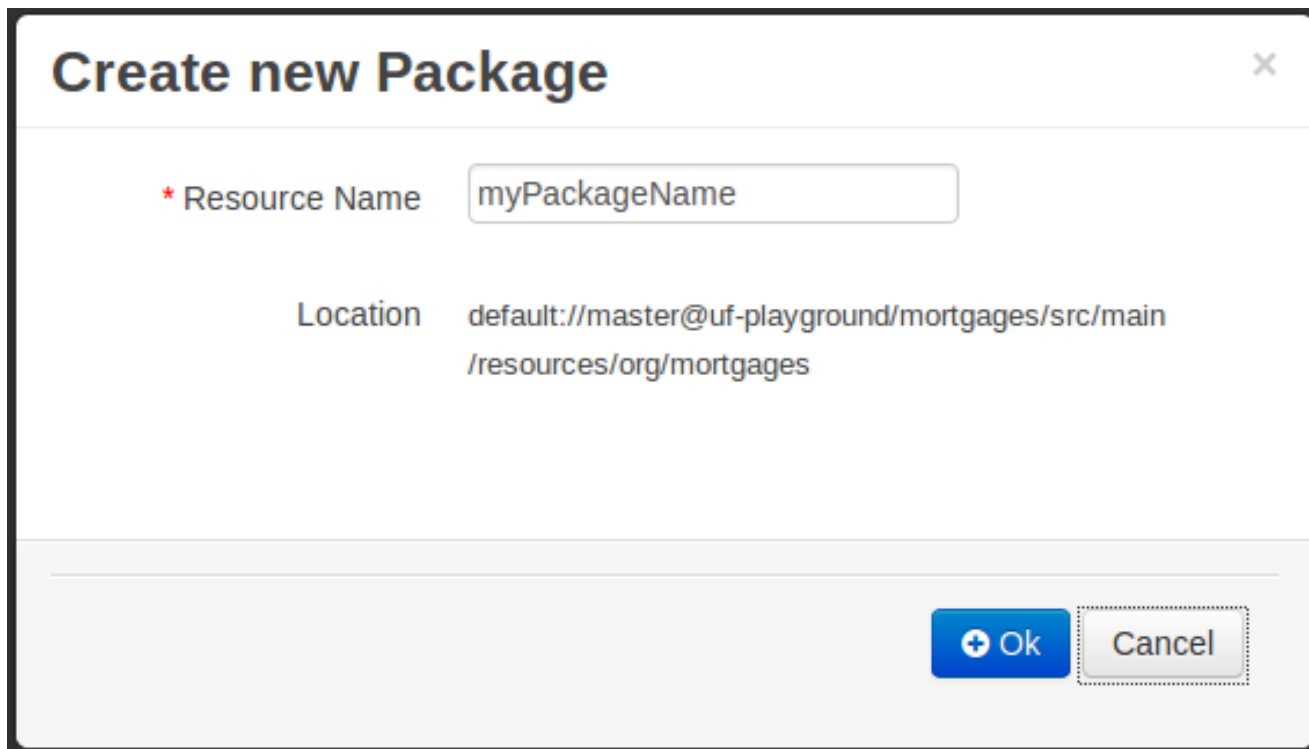 Create new Package
×
* Resource Name myPackageName
Location default://master@uf-playground/mortgages/src/main
/resources/org/mortgages
Ok Cancel